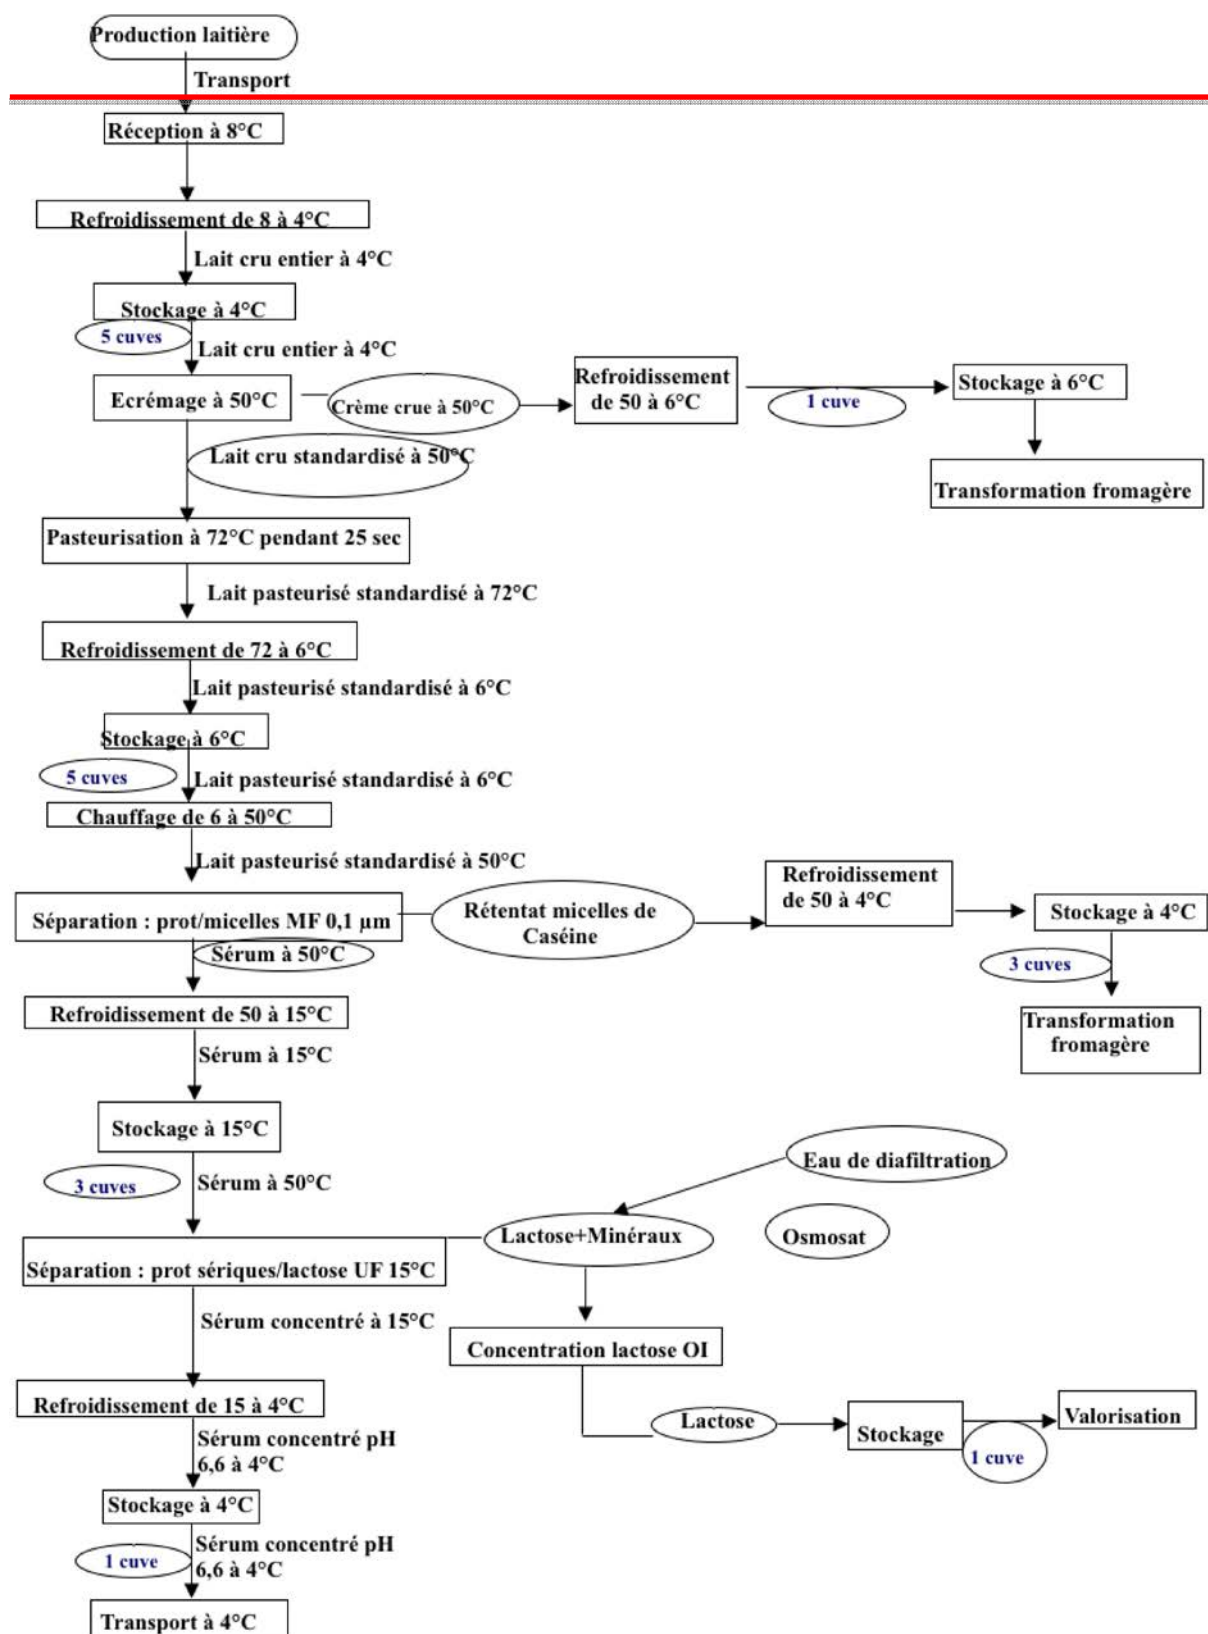 Production laitière
Transport
Réception à 8°C
Refroidissement de 8 à 4°C
Lait cru entier à 4°C
Stockage à 4°C
5 cuves
Lait cru entier à 4°C
Ecrémage à 50°C
Crème crue à 50°C
Refroidissement
de 50 à 6°C
1 cuve
Stockage à 6°C
Transformation fromagère
Lait cru standardisé à 50°C
Pasteurisation à 72°C pendant 25 sec
Lait pasteurisé standardisé à 72°C
Refroidissement de 72 à 6°C
Lait pasteurisé standardisé à 6°C
Stockage à 6°C
5 cuves
Lait pasteurisé standardisé à 6°C
Chauffage de 6 à 50°C
Lait pasteurisé standardisé à 50°C
Séparation : prot/micelles MF 0,1 µm
Rétentat micelles de
Caséine
Refroidissement
de 50 à 4°C
Stockage à 4°C
3 cuves
Transformation
fromagère
Sérum à 50°C
Refroidissement de 50 à 15°C
Sérum à 15°C
Stockage à 15°C
3 cuves
Sérum à 50°C
Eau de diafiltration
Lactose+Minéraux
Osmosat
Séparation : prot sériques/lactose UF 15°C
Sérum concentré à 15°C
Concentration lactose OI
Lactose
Stockage
1 cuve
Valorisation
Refroidissement de 15 à 4°C
Sérum concentré pH
6,6 à 4°C
Stockage à 4°C
1 cuve
Sérum concentré pH
6,6 à 4°C
Transport à 4°C